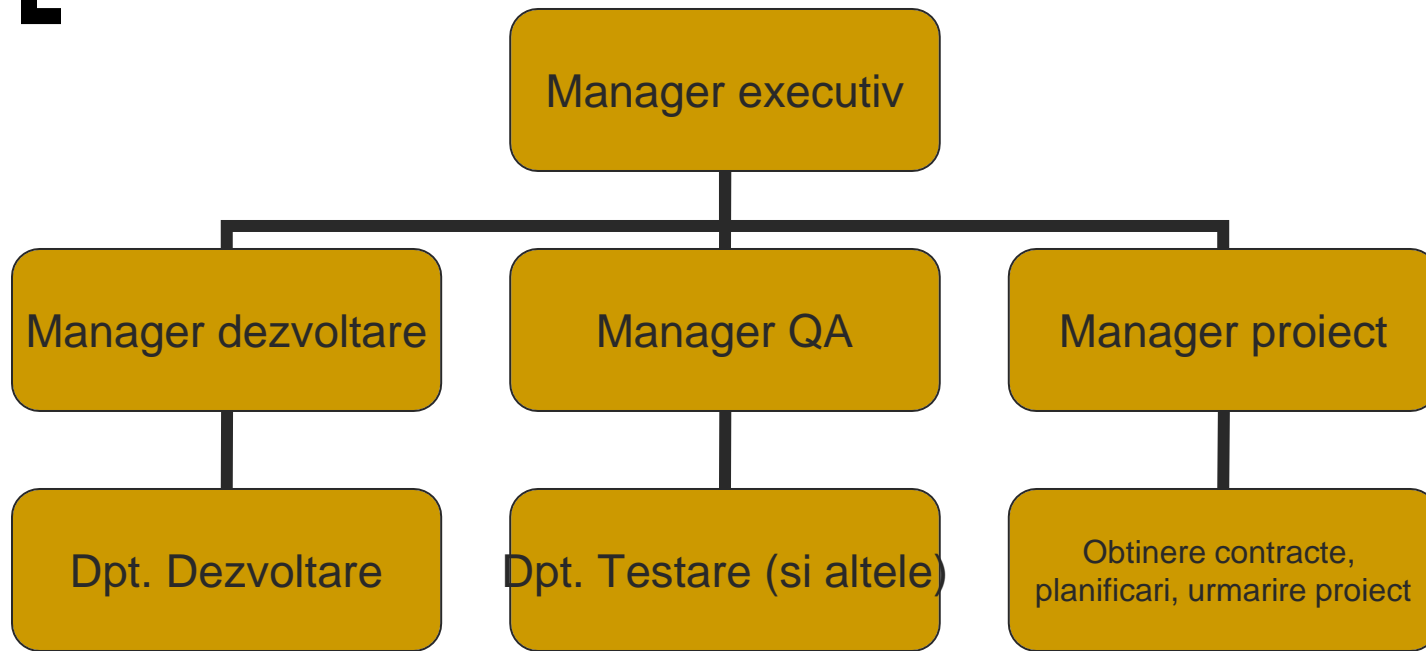 Manager executiv
Manager dezvoltare
Manager QA
Manager proiect
Dpt. Dezvoltare
Dpt. Testare (si altele)
Obtinere contracte,
planificari, urmarire proiect